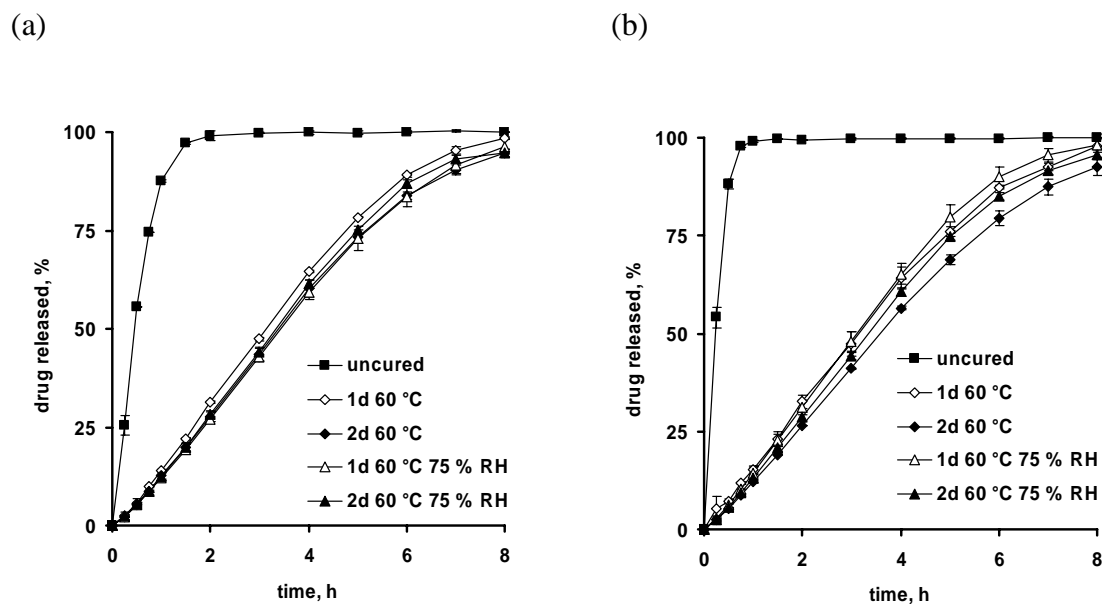 (a)
(b)
drug released, %
100
75
50
25
0
0 2 4 6 8
time, h
uncured
1d 60 °C
2d 60 °C
1d 60 °C 75 % RH
2d 60 °C 75 % RH
drug released, %
100
75
50
25
0
0 2 4 6 8
time, h
uncured
1d 60 °C
2d 60 °C
1d 60 °C 75 % RH
2d 60 °C 75 % RH